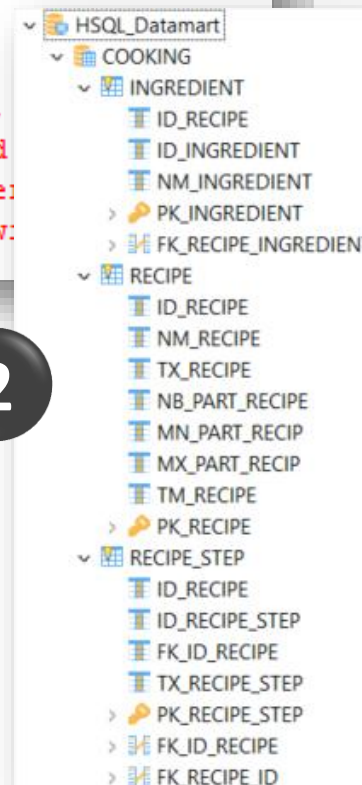 HSQL_Datamart
COOKING
INGREDIENT
ID_RECIPE
ID_INGREDIENT
NM_INGREDIENT
PK_INGREDIENT
FK_RECIPE_INGREDIENT
RECIPE
ID_RECIPE
NM_RECIPE
TX_RECIPE
NB_PART_RECIPE
MN_PART_RECIP
MX_PART_RECIP
TM_RECIPE
PK_RECIPE
2
RECIPE_STEP
ID_RECIPE
ID_RECIPE_STEP
FK_ID_RECIPE
TX_RECIPE_STEP
PK_RECIPE_STEP
FK_ID_RECIPE
FK_RECIPE_ID